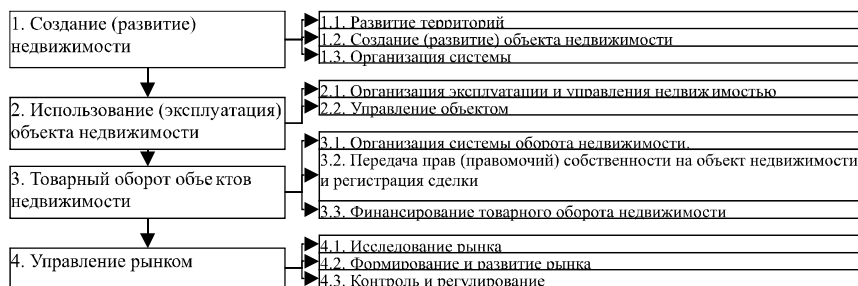 1. Создание (развитие)
недвижимости
1.1. Развитие территорий
1.2. Создание (развитие) объекта недвижимости
1.3. Организация системы
2. Использование (эксплуатация)
объекта недвижимости
2.1. Организация эксплуатации и управления недвижимостью
2.2. Управление объектом
3. Товарный оборот объектов
недвижимости
3.1. Организация системы оборота недвижимости.
3.2. Передача прав (правомочий) собственности на объект недвижимости
и регистрация сделки
3.3. Финансирование товарного оборота недвижимости
4. Управление рынком
4.1. Исследование рынка
4.2. Формирование и развитие рынка
4.3. Контроль и регулирование